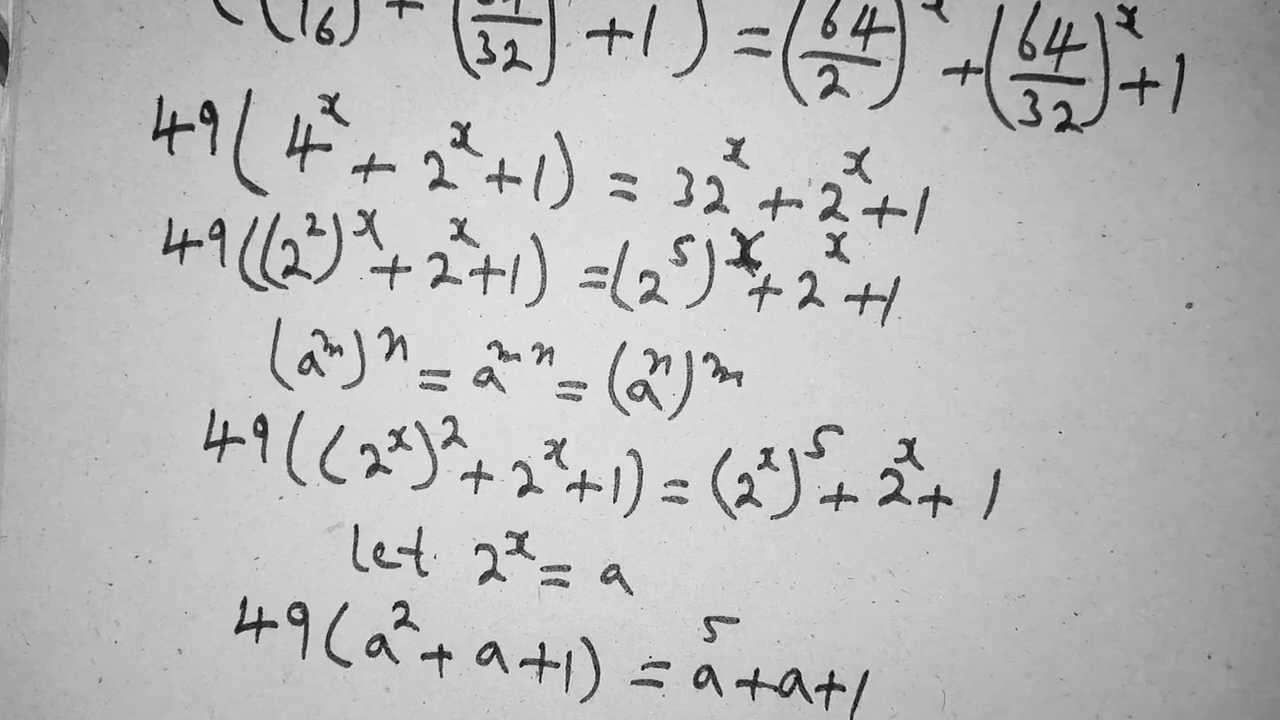 ( (/16) + (/32) + 1 ) = (64/2)^x + (64/32)^x + 1
49(4^x + 2^x + 1) = 32^x + 2^x + 1
49((2^2)^x + 2^x + 1) = (2^5)^x + 2^x + 1
(a^m)^n = a^mn = (a^n)^m
49((2^x)^2 + 2^x + 1) = (2^x)^5 + 2^x + 1
let 2^x = a
49(a^2 + a + 1) = a^5 + a + 1